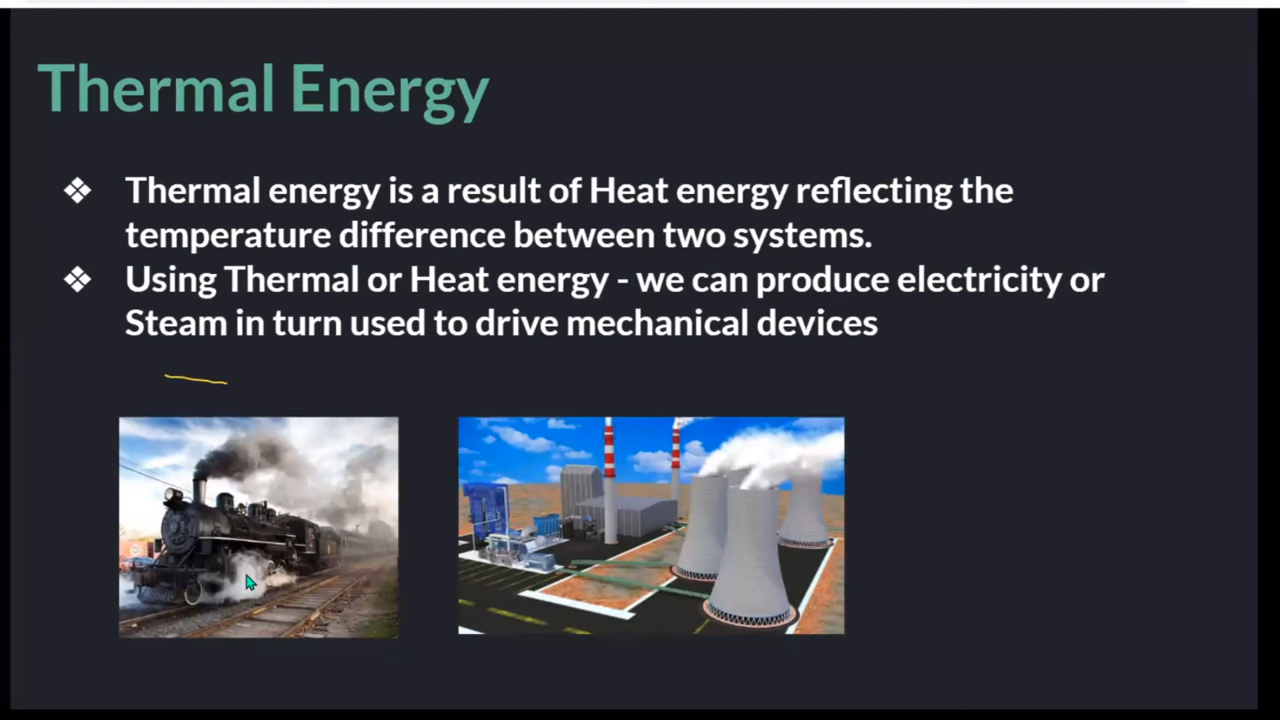 Thermal Energy
❖ Thermal energy is a result of Heat energy reflecting the
temperature difference between two systems.
❖ Using Thermal or Heat energy - we can produce electricity or
Steam in turn used to drive mechanical devices